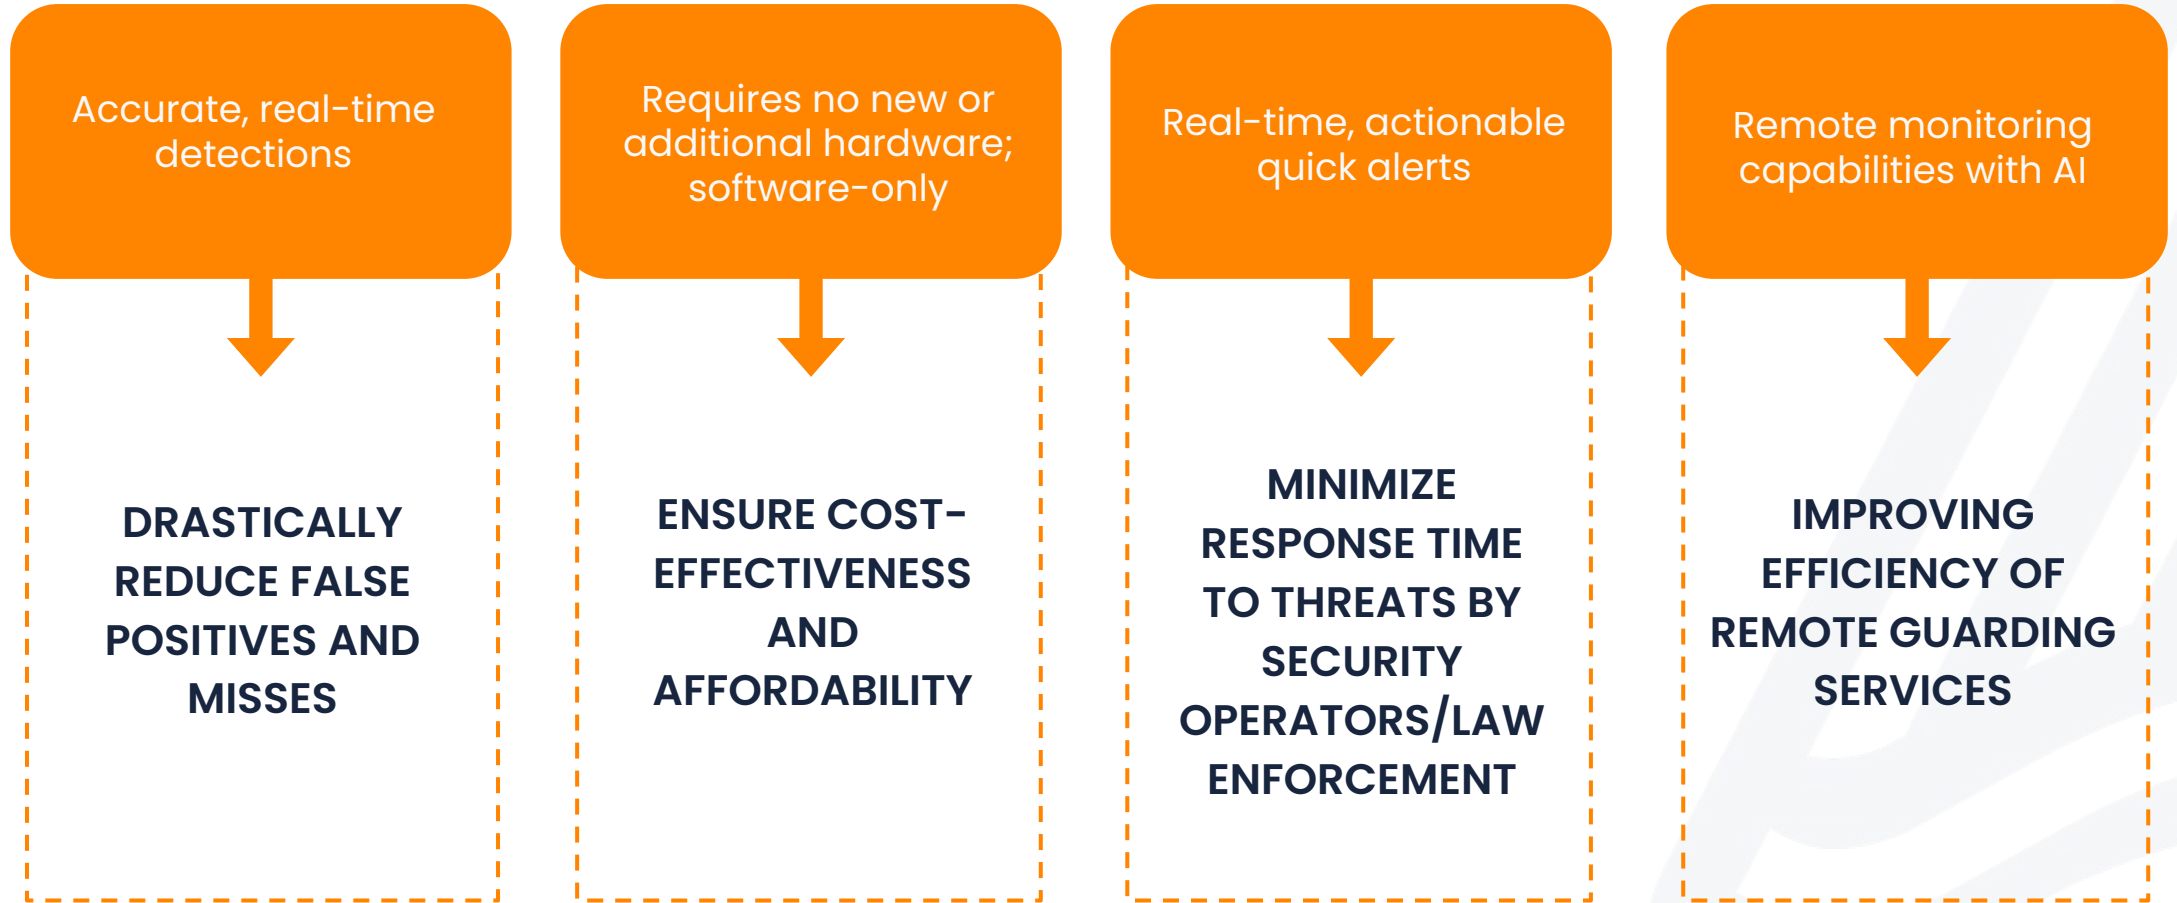 Accurate, real-time
detections
DRASTICALLY
REDUCE FALSE
POSITIVES AND
MISSES
Requires no new or
additional hardware;
software-only
ENSURE COST-
EFFECTIVENESS
AND
AFFORDABILITY
Real-time, actionable
quick alerts
MINIMIZE
RESPONSE TIME
TO THREATS BY
SECURITY
OPERATORS/LAW
ENFORCEMENT
Remote monitoring
capabilities with AI
IMPROVING
EFFICIENCY OF
REMOTE GUARDING
SERVICES